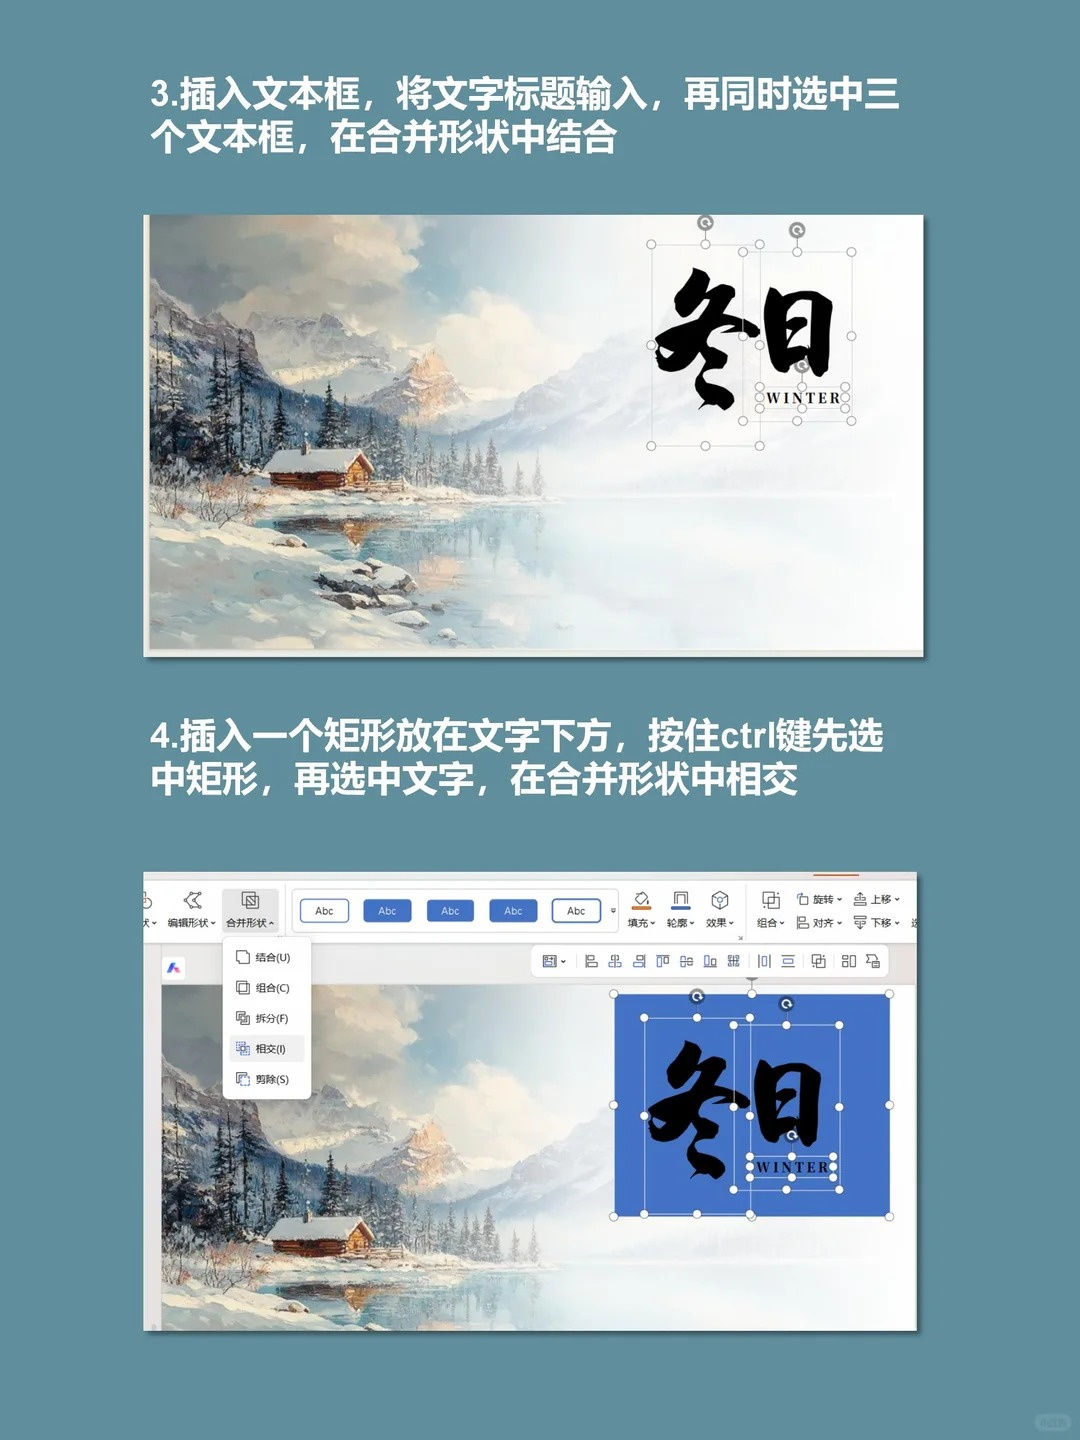 3.插入文本框，将文字标题输入，再同时选中三
个文本框，在合并形状中结合
冬日
WINTER
4.插入一个矩形放在文字下方，按住ctrl键先选
中矩形，再选中文字，在合并形状中相交
编辑形状 合并形状 Abc Abc Abc Abc Abc 填充 轮廓 效果 组合 旋转 对齐 上移 下移
结合(U)
组合(C)
拆分(F)
相交(I)
剪除(S)
冬日
WINTER